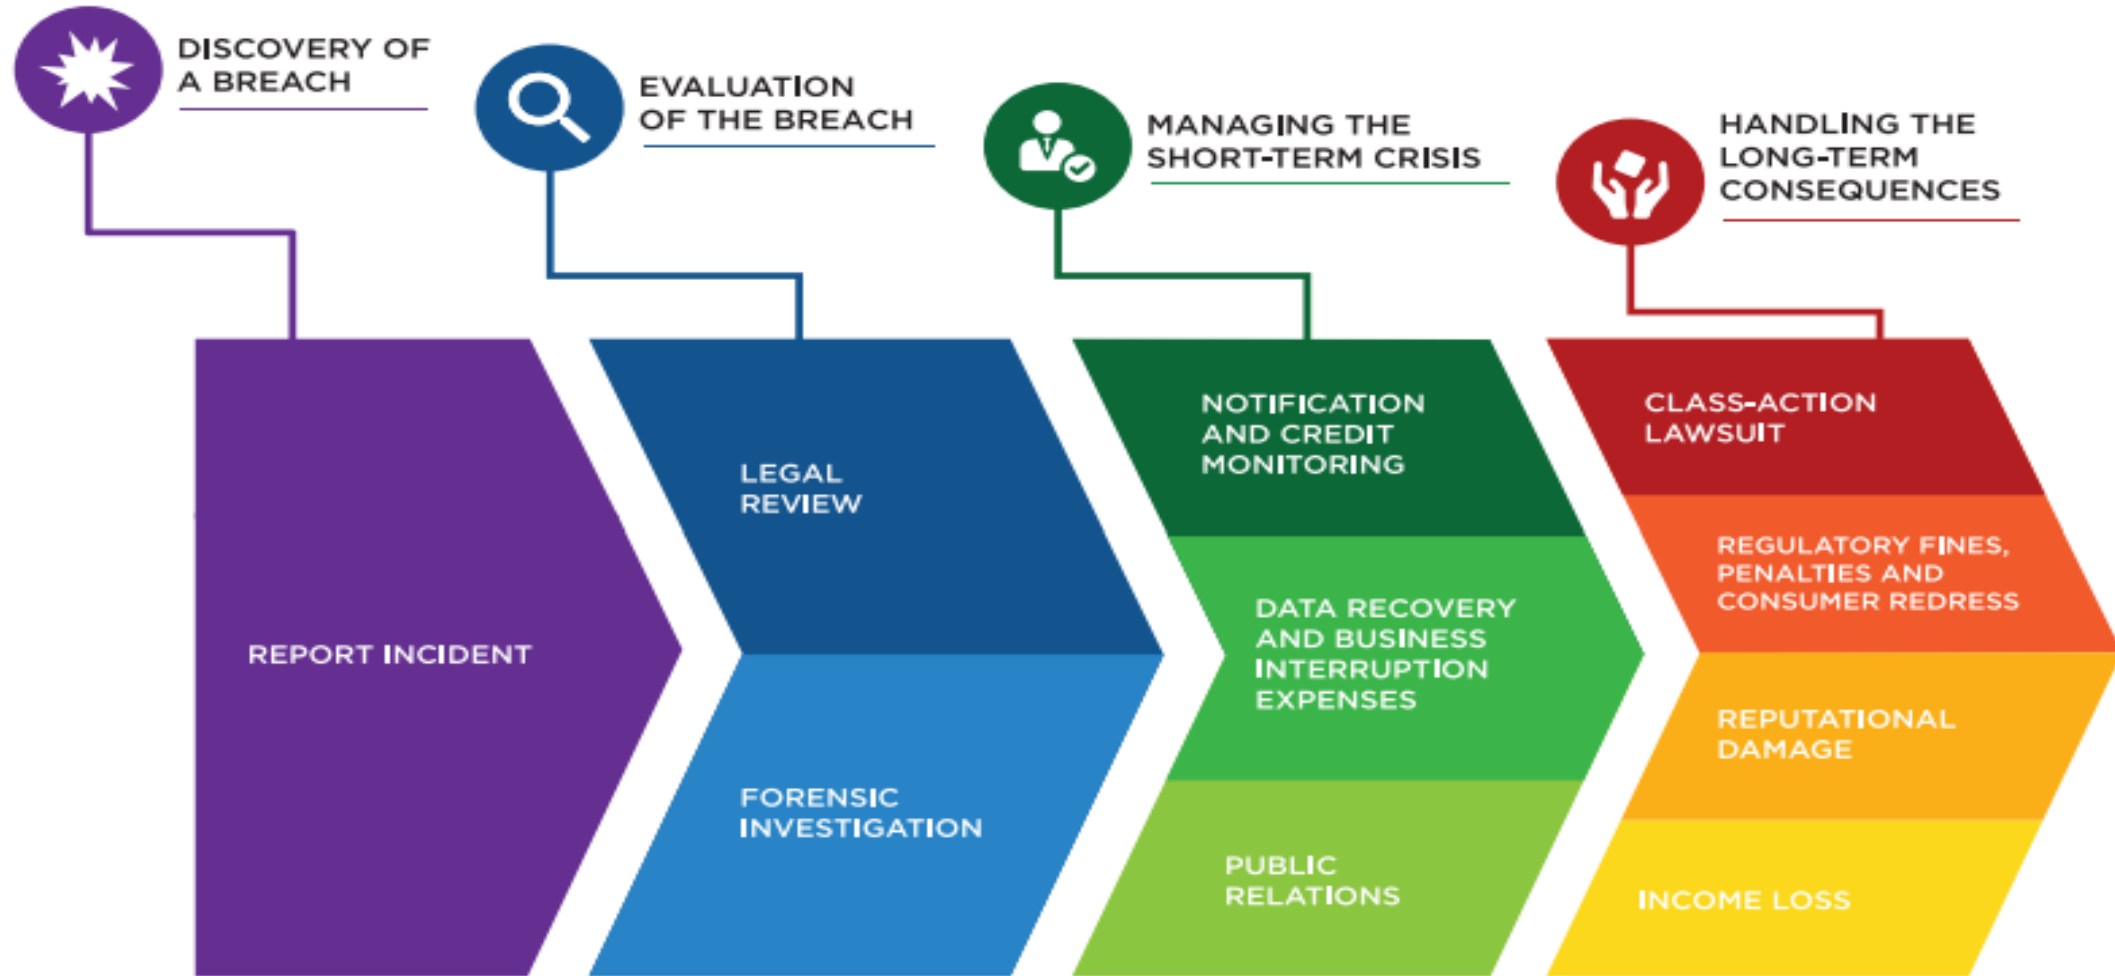 DISCOVERY OF
A BREACH
EVALUATION
OF THE BREACH
MANAGING THE
SHORT-TERM CRISIS
HANDLING THE
LONG-TERM
CONSEQUENCES
REPORT INCIDENT
LEGAL
REVIEW
FORENSIC
INVESTIGATION
NOTIFICATION
AND CREDIT
MONITORING
DATA RECOVERY
AND BUSINESS
INTERRUPTION
EXPENSES
PUBLIC
RELATIONS
CLASS-ACTION
LAWSUIT
REGULATORY FINES,
PENALTIES AND
CONSUMER REDRESS
REPUTATIONAL
DAMAGE
INCOME LOSS